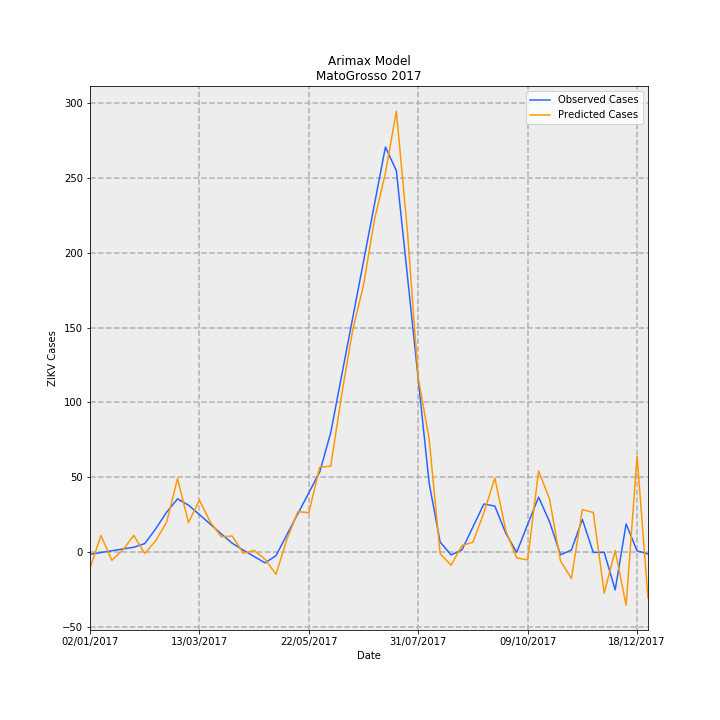 Arimax Model
MatoGrosso 2017
Observed Cases
Predicted Cases
300
250
200
150
100
50
0
−50
ZIKV Cases
02/01/2017
13/03/2017
22/05/2017
31/07/2017
09/10/2017
18/12/2017
Date